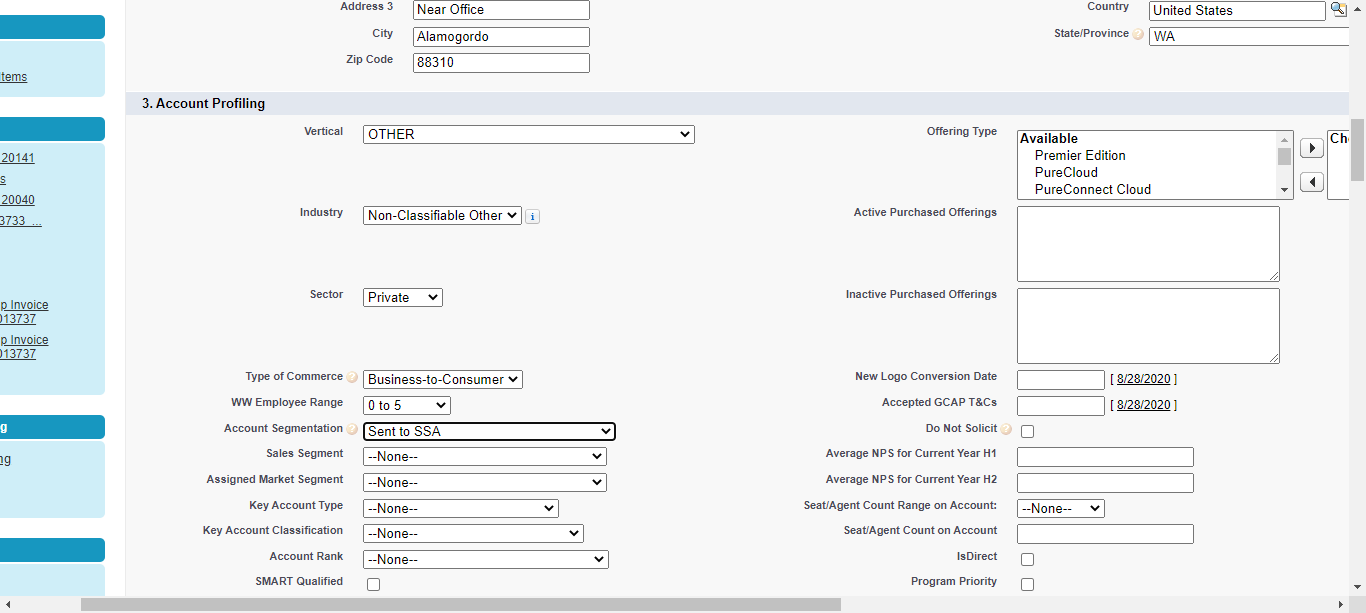 Address 3 Near Office Country United States
City Alamogordo State/Province ? WA
Zip Code 88310
Items
3. Account Profiling
Vertical OTHER Offering Type Available
Premier Edition
20141 PureCloud
s PureConnect Cloud
20040
Industry Non-Classifiable Other i Active Purchased Offerings
3733 ...
Sector Private Inactive Purchased Offerings
p Invoice
013737
p Invoice
013737
Type of Commerce ? Business-to-Consumer New Logo Conversion Date [ 8/28/2020 ]
WW Employee Range 0 to 5 Accepted GCAP T&Cs [ 8/28/2020 ]
g Account Segmentation ? Sent to SSA Do Not Solicit ?
ng Sales Segment --None-- Average NPS for Current Year H1
Assigned Market Segment --None-- Average NPS for Current Year H2
Key Account Type --None-- Seat/Agent Count Range on Account: --None--
Key Account Classification --None-- Seat/Agent Count on Account
Account Rank --None-- IsDirect
SMART Qualified Program Priority